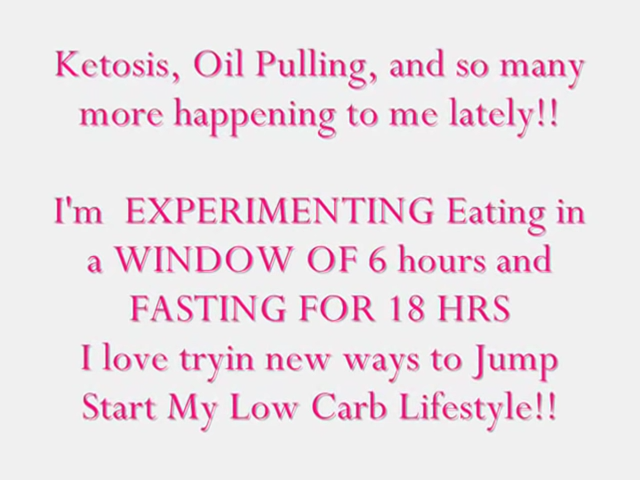 Ketosis, Oil Pulling, and so many
more happening to me lately!!
I'm EXPERIMENTING Eating in
a WINDOW OF 6 hours and
FASTING FOR 18 HRS
I love tryin new ways to Jump
Start My Low Carb Lifestyle!!